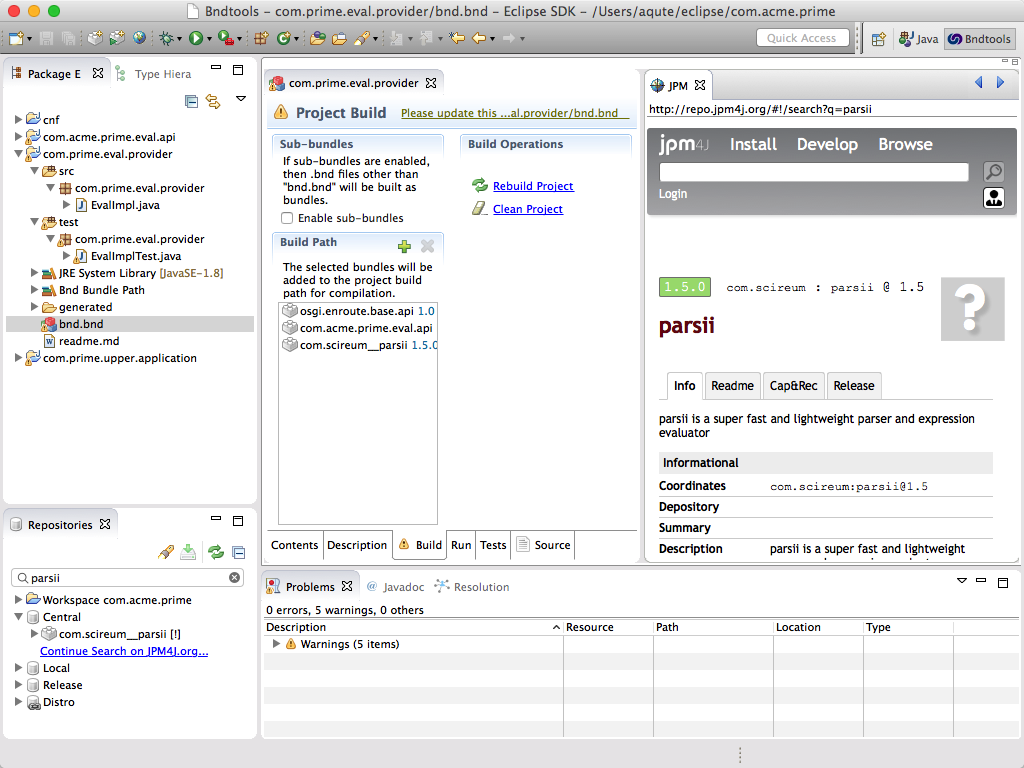 Bndtools – com.prime.eval.provider/bnd.bnd – Eclipse SDK – /Users/aqute/eclipse/com.acme.prime
Quick Access
Java
Bndtools
Package E
Type Hiera
cnf
com.acme.prime.eval.api
com.prime.eval.provider
src
com.prime.eval.provider
EvalImpl.java
test
com.prime.eval.provider
EvalImplTest.java
JRE System Library [JavaSE-1.8]
Bnd Bundle Path
generated
bnd.bnd
readme.md
com.prime.upper.application
com.prime.eval.provider
Project Build
Please update this ...al.provider/bnd.bnd
Sub-bundles
If sub-bundles are enabled,
then .bnd files other than
"bnd.bnd" will be built as
bundles.
Enable sub-bundles
Build Operations
Rebuild Project
Clean Project
Build Path
The selected bundles will be
added to the project build
path for compilation.
osgi.enroute.base.api 1.0
com.acme.prime.eval.api
com.scireum__parsii 1.5.0
Contents
Description
Build
Run
Tests
Source
JPM
http://repo.jpm4j.org/#!/search?q=parsii
jpm4J
Install
Develop
Browse
Login
1.5.0
com.scireum : parsii @ 1.5
parsii
?
Info
Readme
Cap&Rec
Release
parsii is a super fast and lightweight parser and expression
evaluator
Informational
Coordinates com.scireum:parsii@1.5
Depository
Summary
Description parsii is a super fast and lightweight
Repositories
parsii
Workspace com.acme.prime
Central
com.scireum__parsii [!]
Continue Search on JPM4J.org...
Local
Release
Distro
Problems
Javadoc
Resolution
0 errors, 5 warnings, 0 others
Description
Resource
Path
Location
Type
Warnings (5 items)